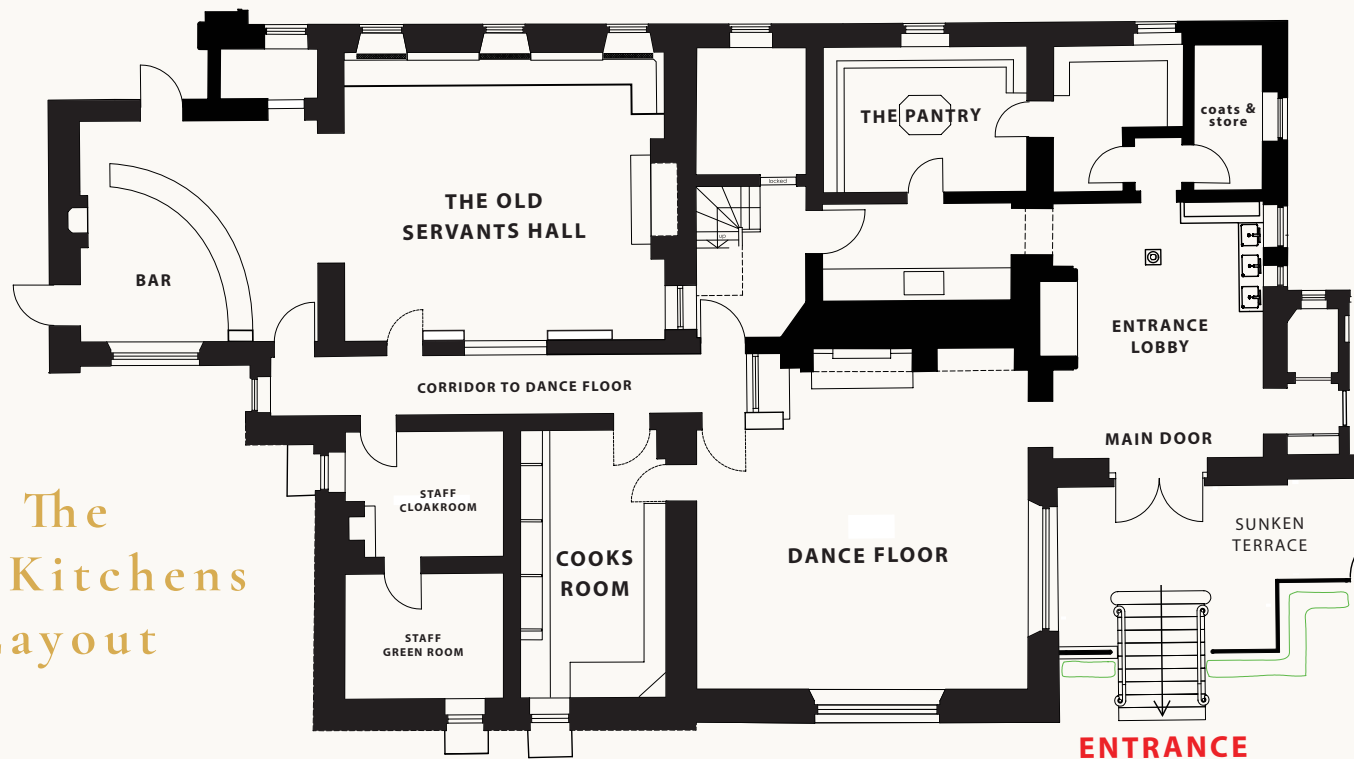 coats &
store
THE PANTRY
locked
THE OLD
SERVANTS HALL
up
BAR
ENTRANCE
LOBBY
CORRIDOR TO DANCE FLOOR
MAIN DOOR
STAFF
CLOAKROOM
The
Kitchens
ayout
SUNKEN
TERRACE
COOKS
ROOM
DANCE FLOOR
STAFF
GREEN ROOM
ENTRANCE